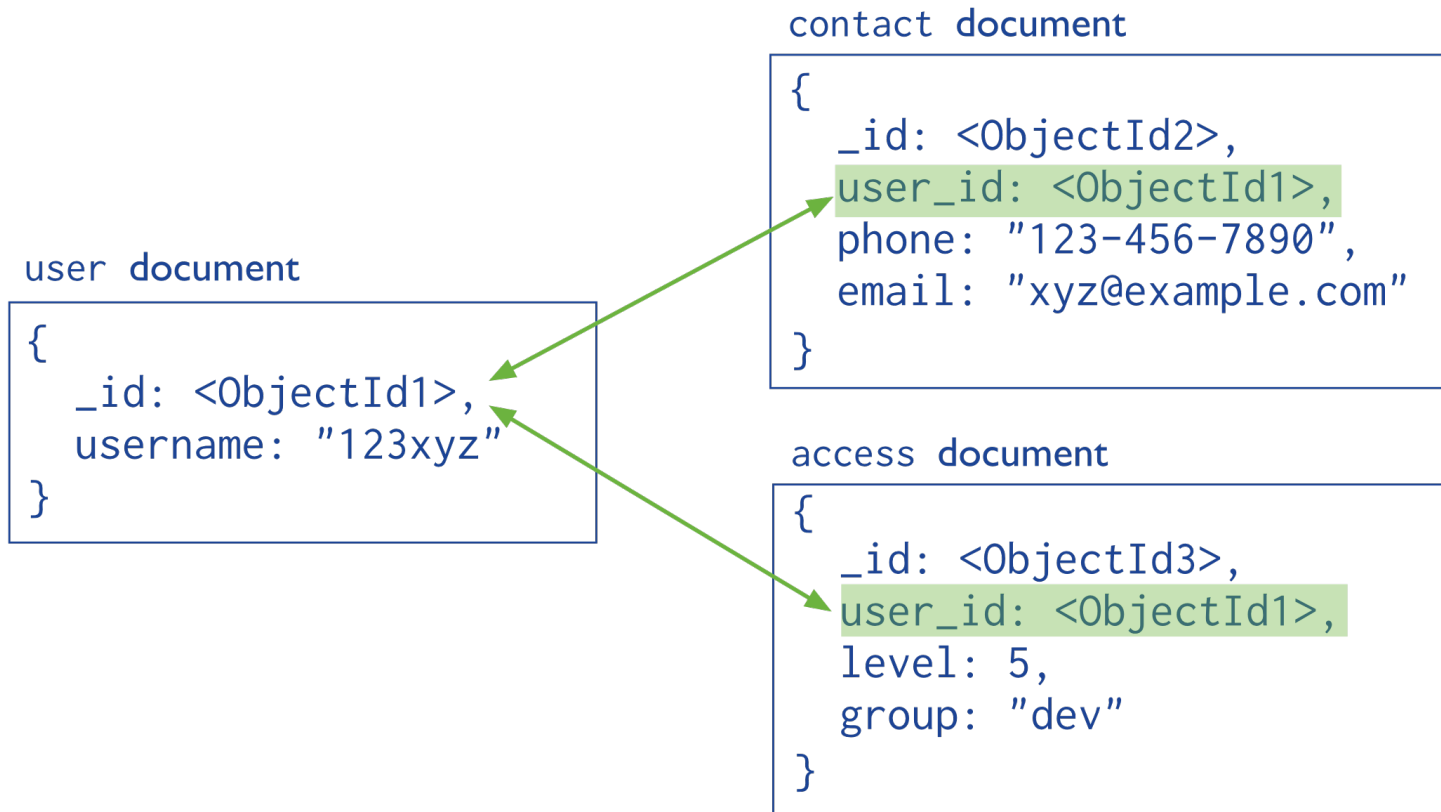 user document
{
_id: <ObjectId1>,
username: "123xyz"
}
contact document
{
_id: <ObjectId2>,
user_id: <ObjectId1>,
phone: "123-456-7890",
email: "xyz@example.com"
}
access document
{
_id: <ObjectId3>,
user_id: <ObjectId1>,
level: 5,
group: "dev"
}